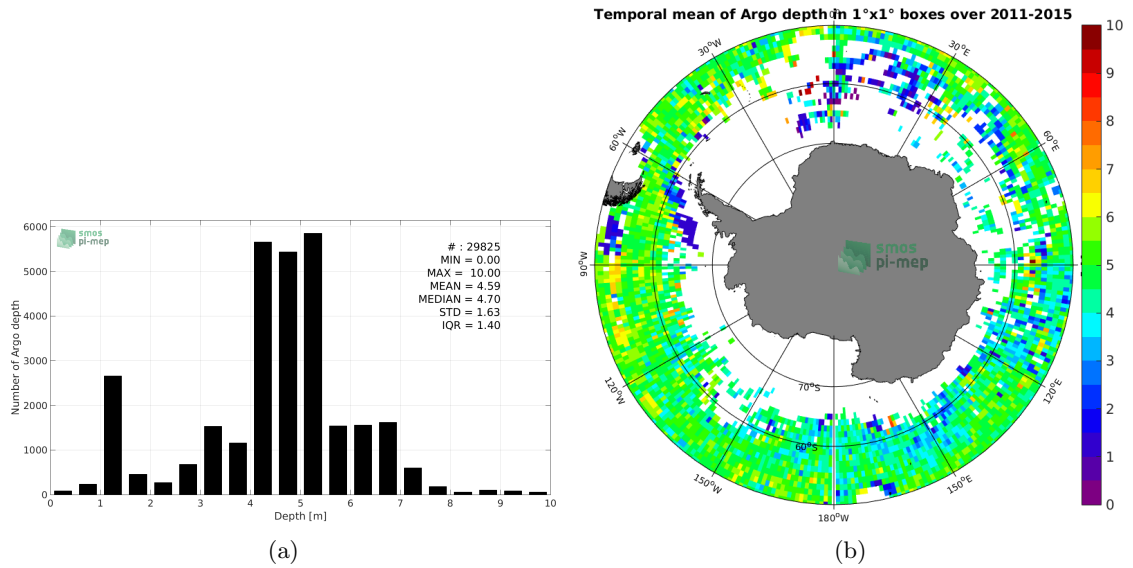 smos
pi-mep
# : 29825
MIN = 0.00
MAX = 10.00
MEAN = 4.59
MEDIAN = 4.70
STD = 1.63
IQR = 1.40
Number of Argo depth
6000
5000
4000
3000
2000
1000
0
0 1 2 3 4 5 6 7 8 9 10
Depth [m]
(a)
Temporal mean of Argo depth in 1°x1° boxes over 2011-2015
30°W
30°E
60°W
60°E
90°W
120°W
120°E
150°W
150°E
180°W
70°S
60°S
smos
pi-mep
10
9
8
7
6
5
4
3
2
1
0
(b)